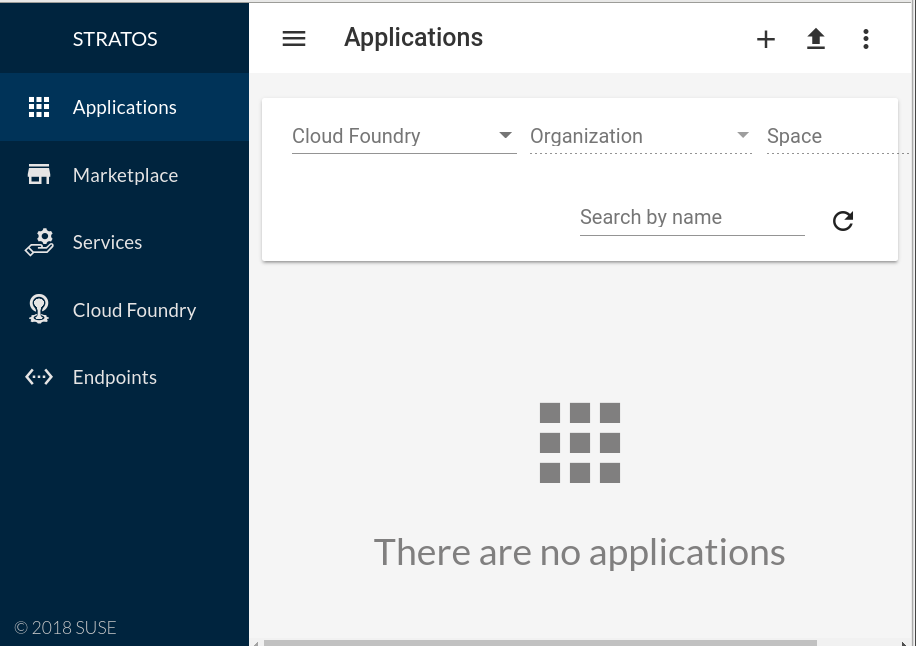 STRATOS
Applications
Applications
Marketplace
Services
Cloud Foundry
Endpoints
Cloud Foundry
Organization
Space
Search by name
There are no applications
© 2018 SUSE